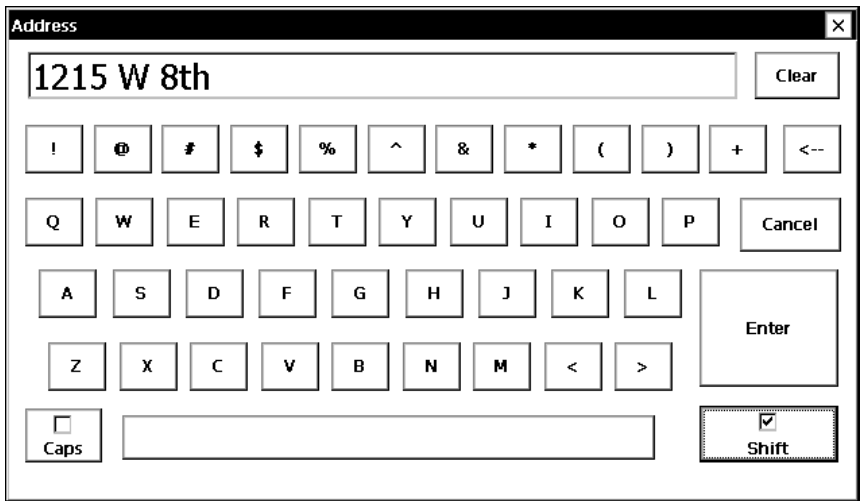 Address
1215 W 8th Clear
! @ # $ % ^ & * ( ) + <--
Q W E R T Y U I O P Cancel
A S D F G H J K L
Enter
Z X C V B N M < >
Caps Shift